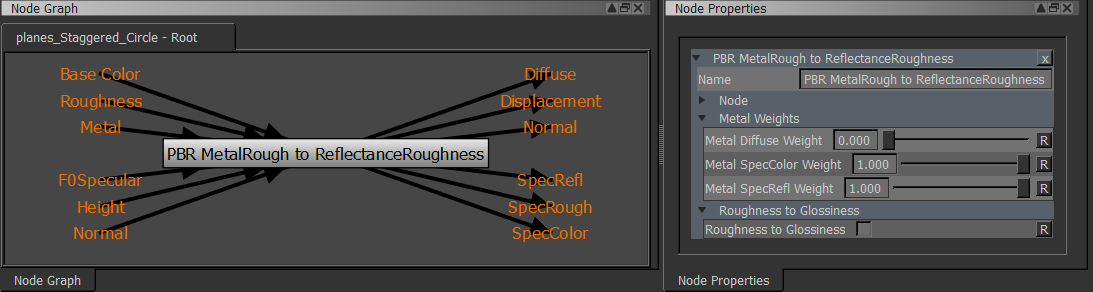 Node Graph
planes_Staggered_Circle - Root
Base Color
Roughness
Metal
PBR MetalRough to ReflectanceRoughness
F0Specular
Height
Normal
Diffuse
Displacement
Normal
SpecRefl
SpecRough
SpecColor
Node Graph
Node Properties
PBR MetalRough to ReflectanceRoughness x
Name PBR MetalRough to ReflectanceRoughness
Node
Metal Weights
Metal Diffuse Weight 0.000 R
Metal SpecColor Weight 1.000 R
Metal SpecRefl Weight 1.000 R
Roughness to Glossiness
Roughness to Glossiness R
Node Properties